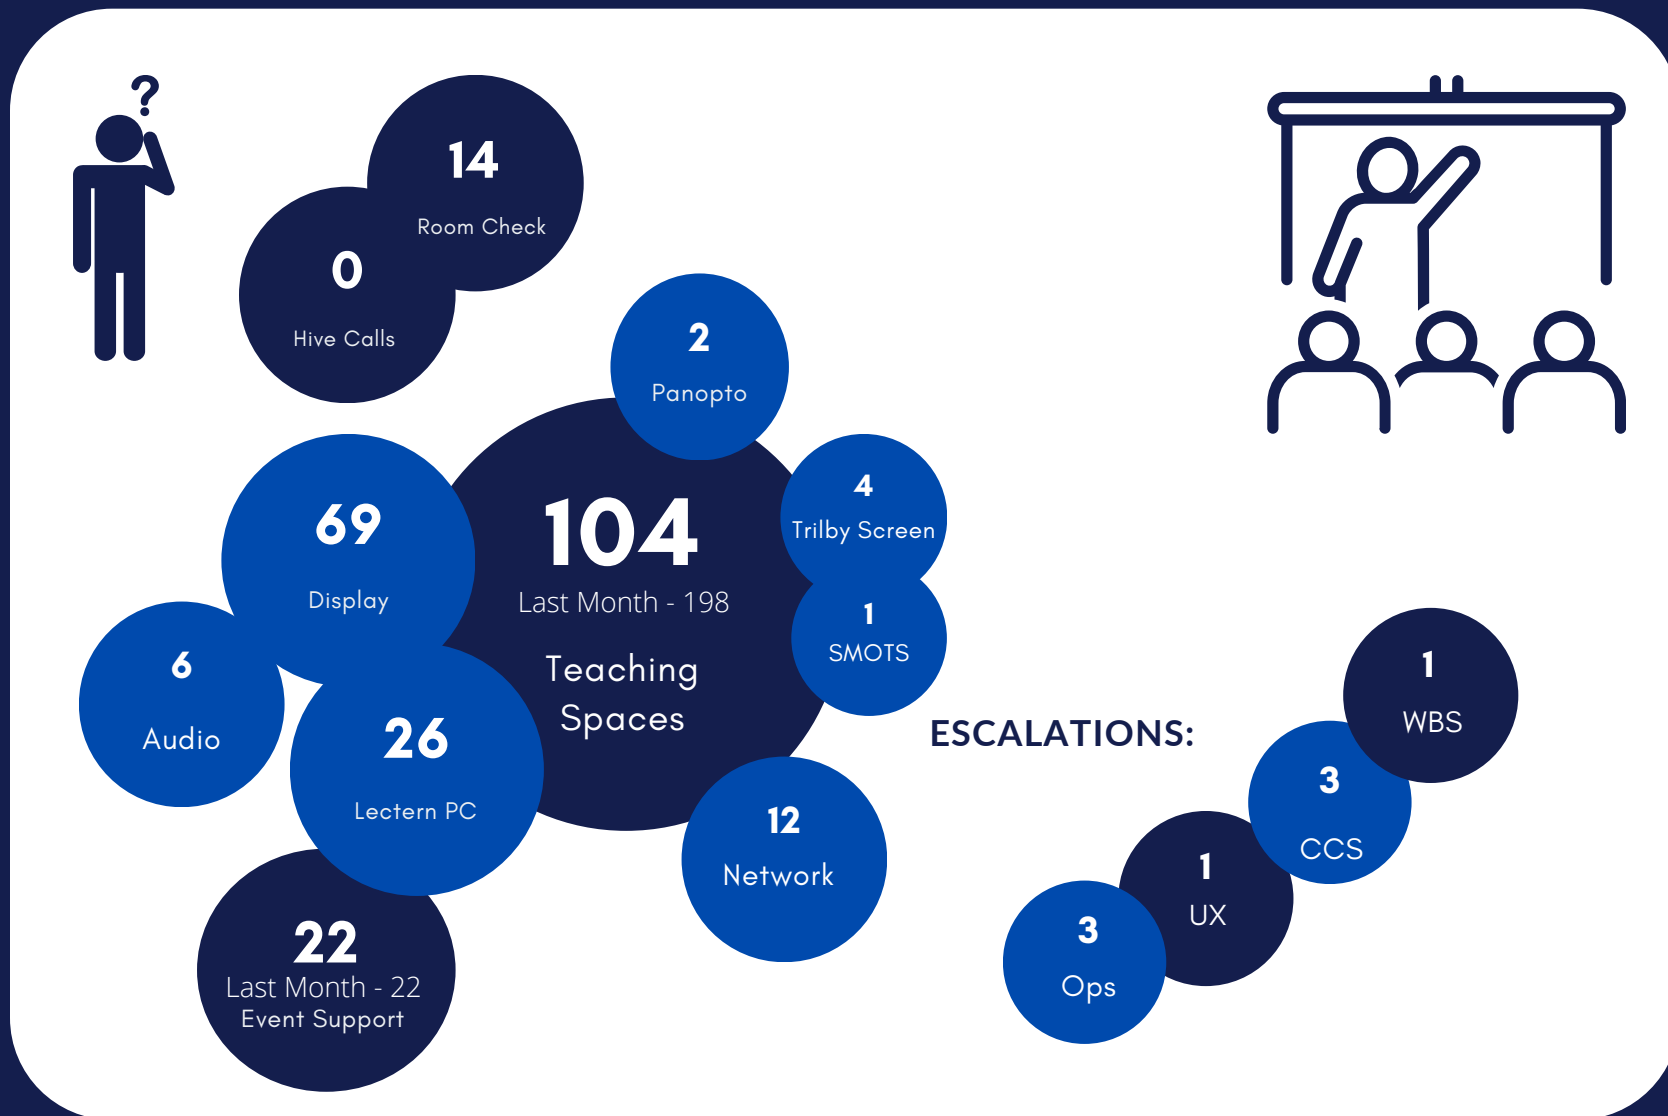 ?
14
Room Check
0
Hive Calls
2
Panopto
4
Trilby Screen
1
SMOTS
104
Last Month - 198
Teaching
Spaces
69
Display
6
Audio
26
Lectern PC
12
Network
22
Last Month - 22
Event Support
ESCALATIONS:
1
WBS
3
CCS
1
UX
3
Ops